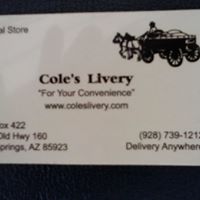 al Store
Cole's Livery
"For Your Convenience"
www.coleslivery.com
ox 422
Old Hwy 160
Springs, AZ 85923
(928) 739-1212
Delivery Anywhere